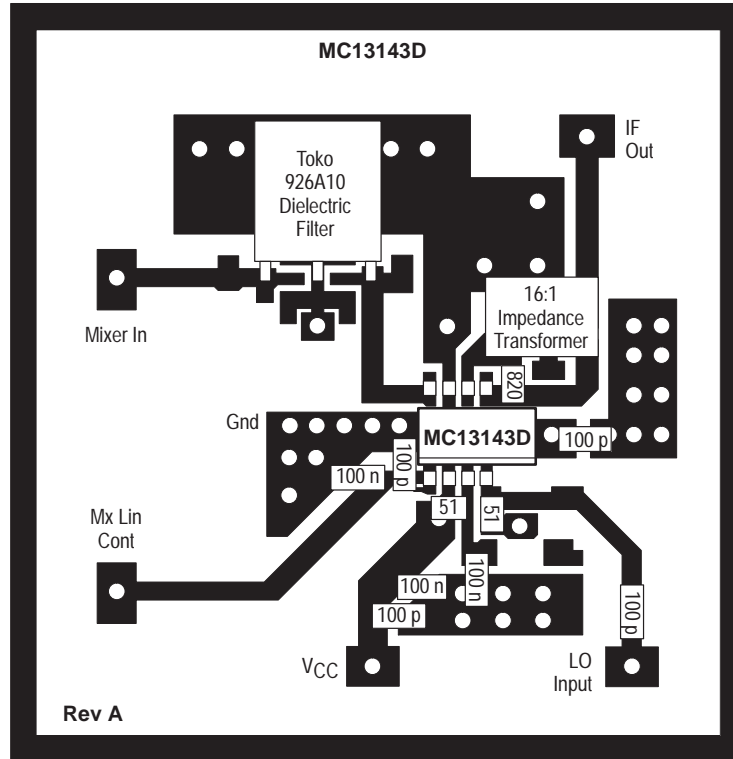 MC13143D
IF
Out
Toko
926A10
Dielectric
Filter
16:1
Impedance
Transformer
Mixer In
820
Gnd
MC13143D
100 p
100 p
100 n
51
51
Mx Lin
Cont
100 n
100 n
100 p
100 p
VCC
LO
Input
Rev A